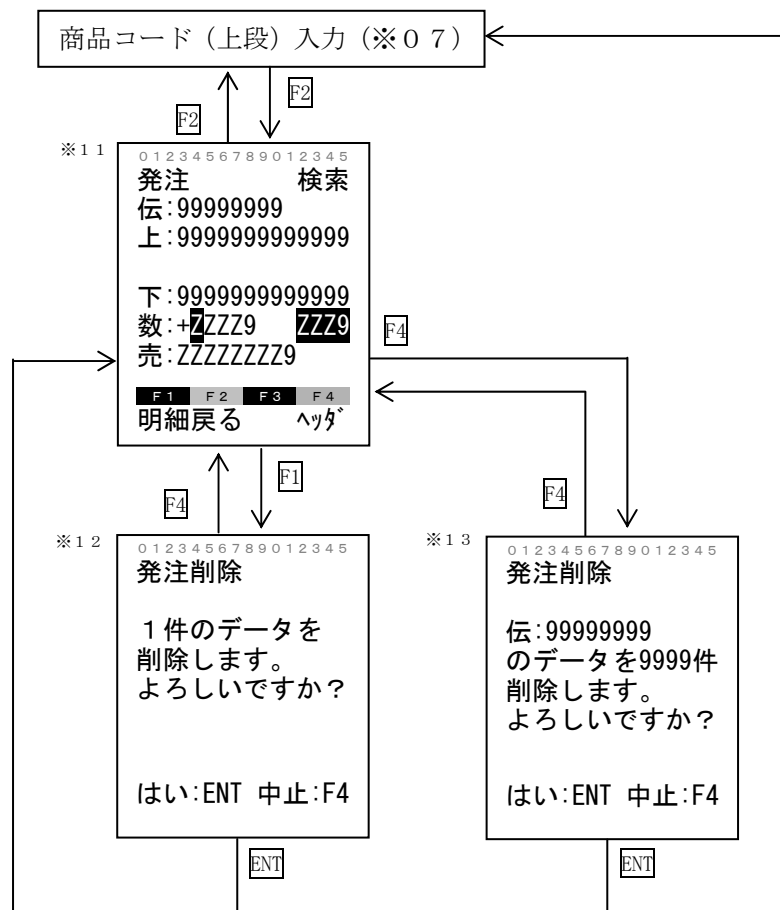 商品コード（上段）入力（※０７）
F2
F2
※１１
0123456789012345
発注 検索
伝:99999999
上:9999999999999
下:9999999999999
数:+ZZZZ9 ZZZ9
売:ZZZZZZZZ9
F1 F2 F3 F4
明細戻る ﾍｯﾀﾞ
F4
F4
F1
F4
※１２
0123456789012345
発注削除
１件のデータを
削除します。
よろしいですか？
はい:ENT 中止:F4
ENT
※１３
0123456789012345
発注削除
伝:99999999
のデータを9999件
削除します。
よろしいですか？
はい:ENT 中止:F4
ENT